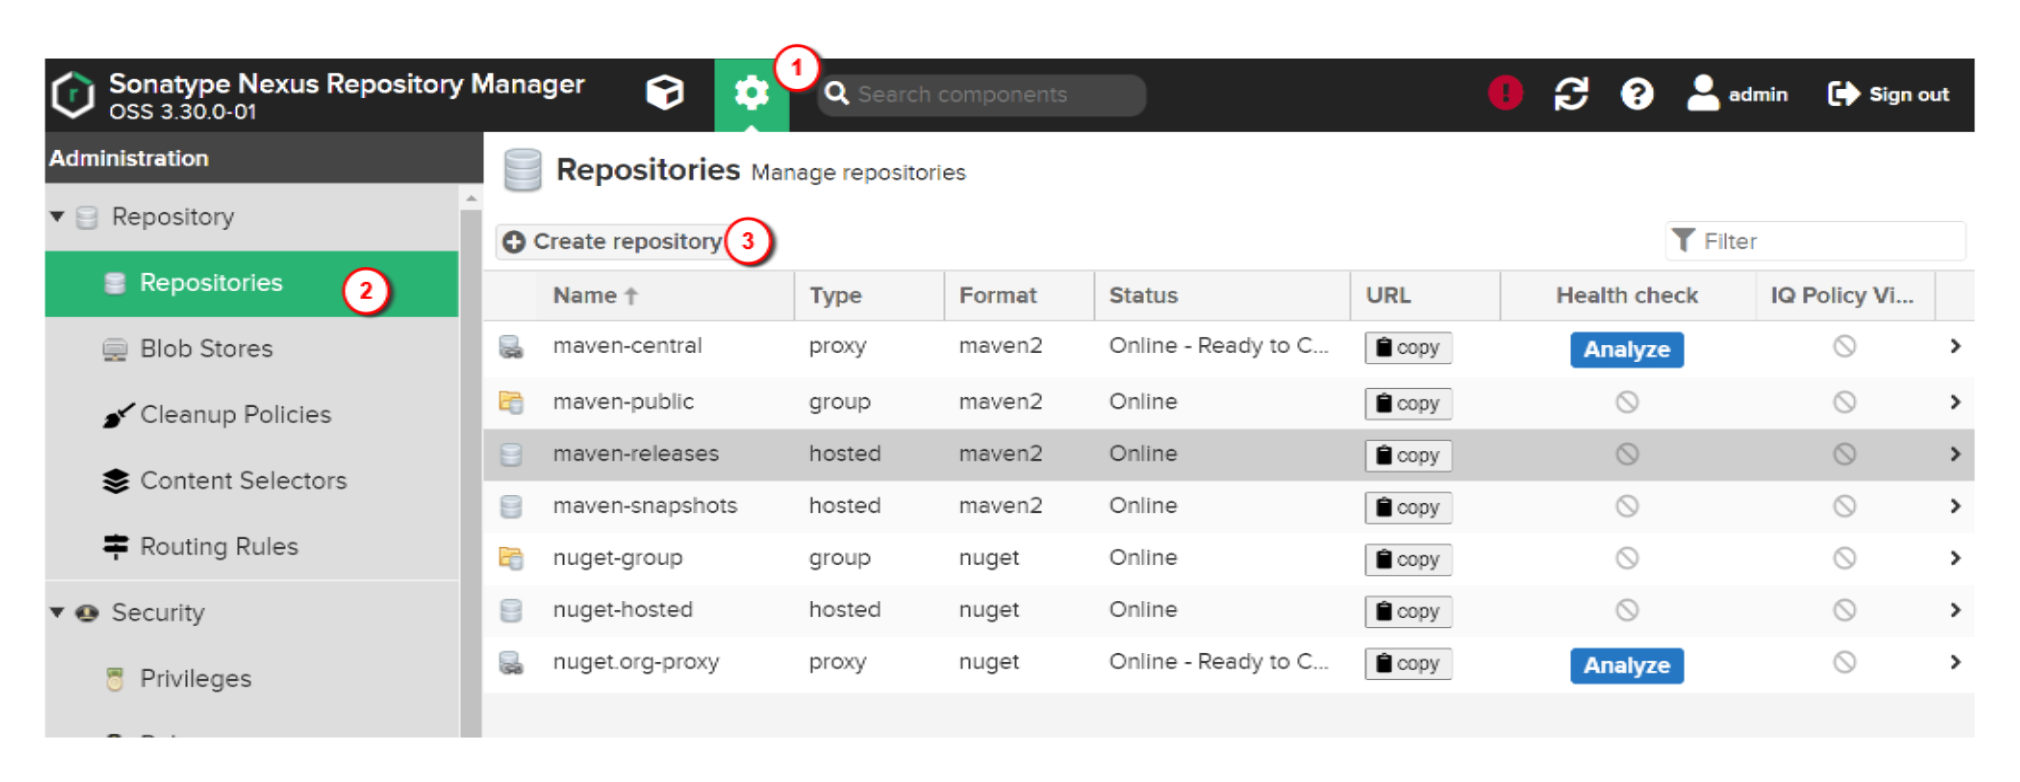 Sonatype Nexus Repository Manager
OSS 3.30.0-01
1
Search components
admin
Sign out
Administration
Repository
Repositories
2
Blob Stores
Cleanup Policies
Content Selectors
Routing Rules
Security
Privileges
Repositories Manage repositories
Create repository 3
Filter
Name Type Format Status URL Health check IQ Policy Vi...
maven-central proxy maven2 Online - Ready to C... copy Analyze
maven-public group maven2 Online copy
maven-releases hosted maven2 Online copy
maven-snapshots hosted maven2 Online copy
nuget-group group nuget Online copy
nuget-hosted hosted nuget Online copy
nuget.org-proxy proxy nuget Online - Ready to C... copy Analyze